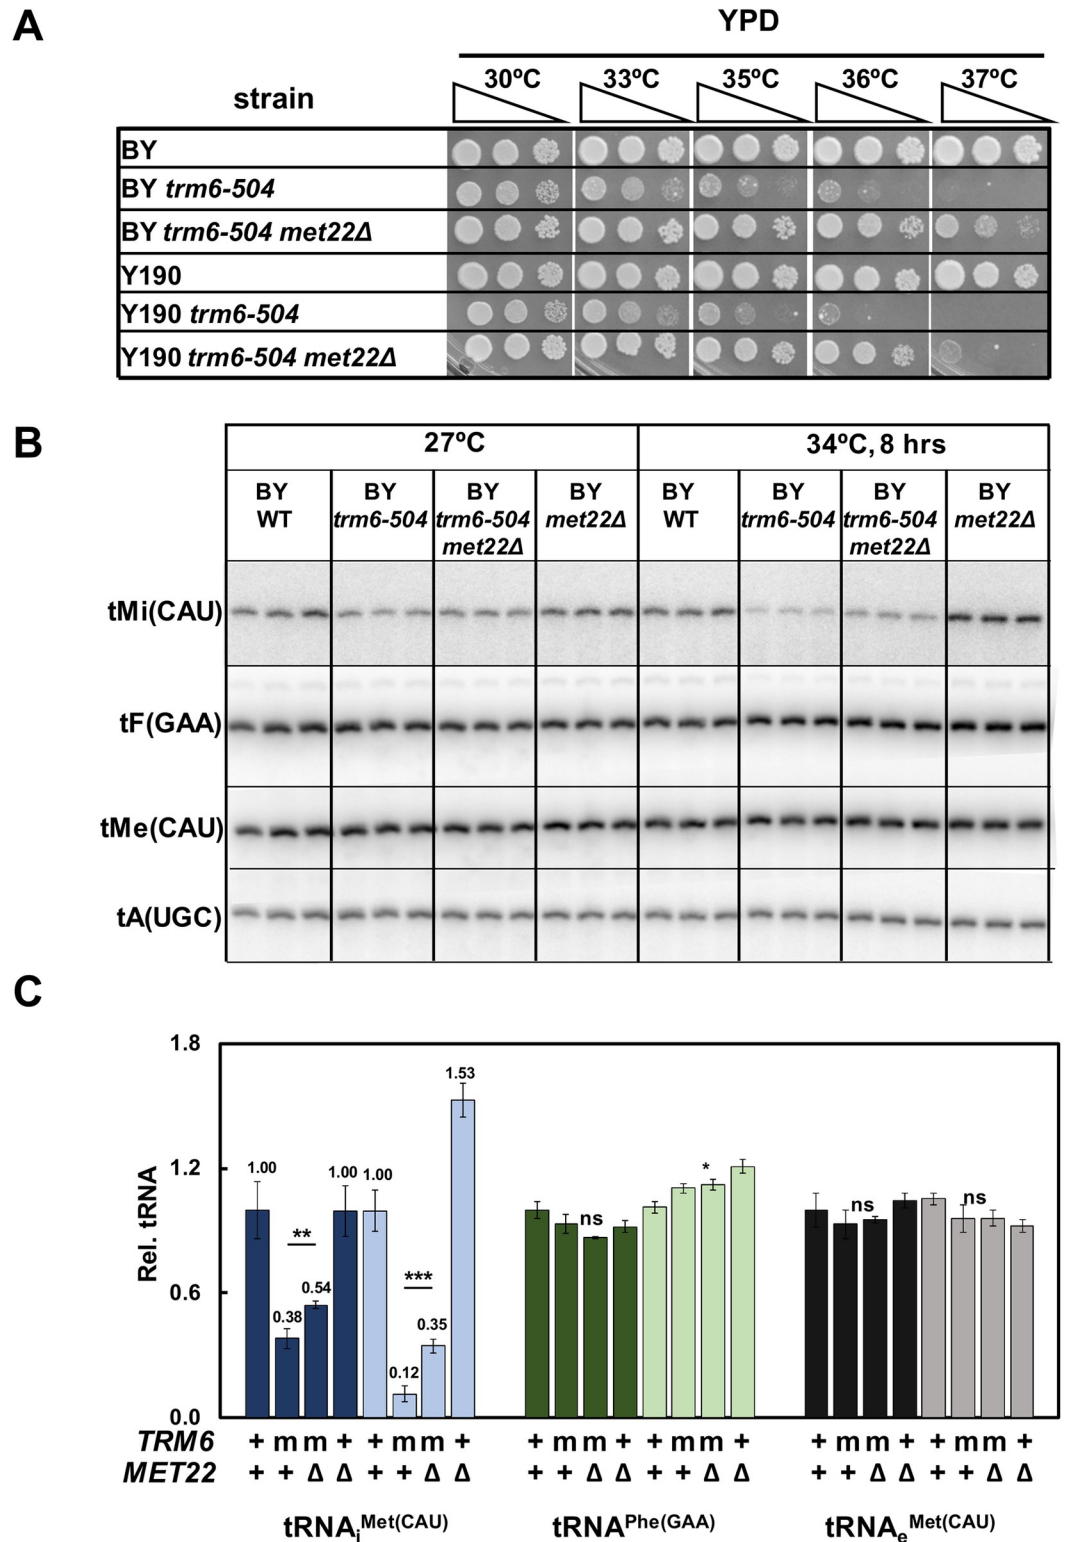 A
YPD
strain
30ºC 33ºC 35ºC 36ºC 37ºC
BY
BY trm6-504
BY trm6-504 met22Δ
Y190
Y190 trm6-504
Y190 trm6-504 met22Δ
B
27ºC 34ºC, 8 hrs
BY BY BY BY BY BY BY BY
WT trm6-504 trm6-504 met22Δ WT trm6-504 trm6-504 met22Δ
met22Δ met22Δ
tMi(CAU)
tF(GAA)
tMe(CAU)
tA(UGC)
C
Rel. tRNA
1.8
1.2
0.6
0.0
1.00 0.38 ** 0.54 1.00 1.00 0.12 *** 0.35 1.53
ns *
ns ns
TRM6 + m m + + m m + + m m + + m m + + m m + + m m +
MET22 + + Δ Δ + + Δ Δ + + Δ Δ + + Δ Δ + + Δ Δ + + Δ Δ
tRNAiMet(CAU) tRNAPhe(GAA) tRNAeMet(CAU)